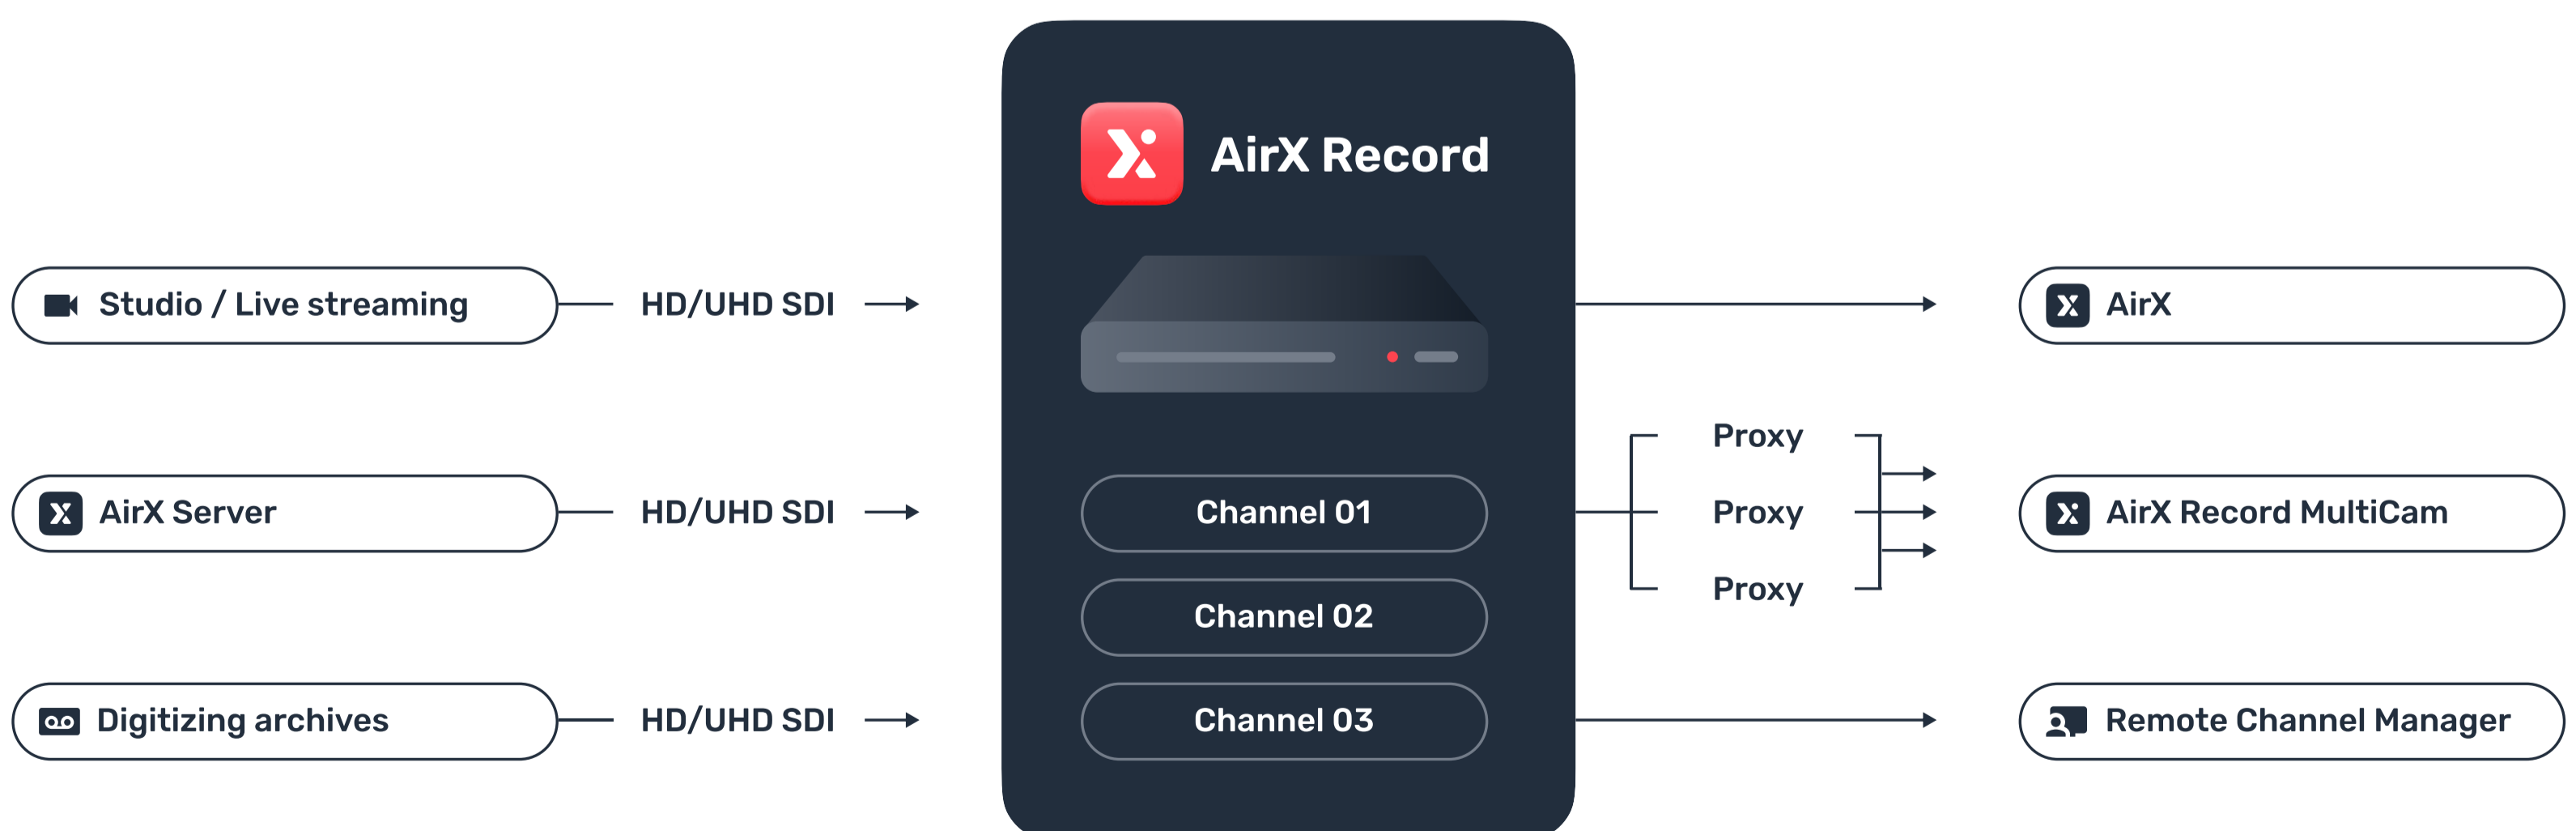 AirX Record
Studio / Live streaming
HD/UHD SDI
AirX
Proxy
AirX Server
HD/UHD SDI
Channel 01
Proxy
AirX Record MultiCam
Proxy
Channel 02
Digitizing archives
HD/UHD SDI
Channel 03
Remote Channel Manager